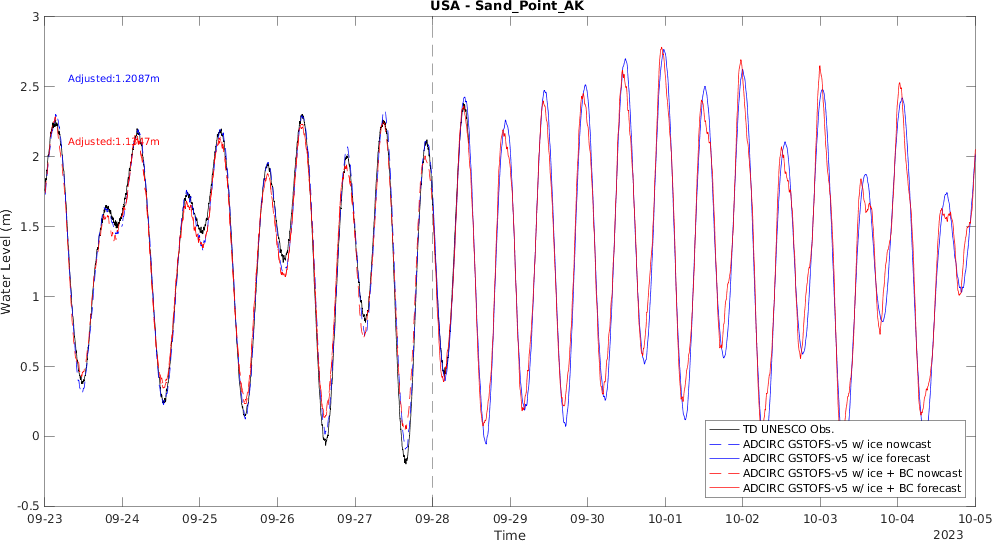 USA - Sand_Point_AK
3
2.5
2
1.5
1
0.5
0
-0.5
Water Level (m)
Adjusted:1.2087m
TD UNESCO Obs.
ADCIRC GSTOFS-v5 w/ ice nowcast
ADCIRC GSTOFS-v5 w/ ice forecast
ADCIRC GSTOFS-v5 w/ ice + BC nowcast
ADCIRC GSTOFS-v5 w/ ice + BC forecast
09-23 09-24 09-25 09-26 09-27 09-28 09-29 09-30 10-01 10-02 10-03 10-04 10-05
Time
2023